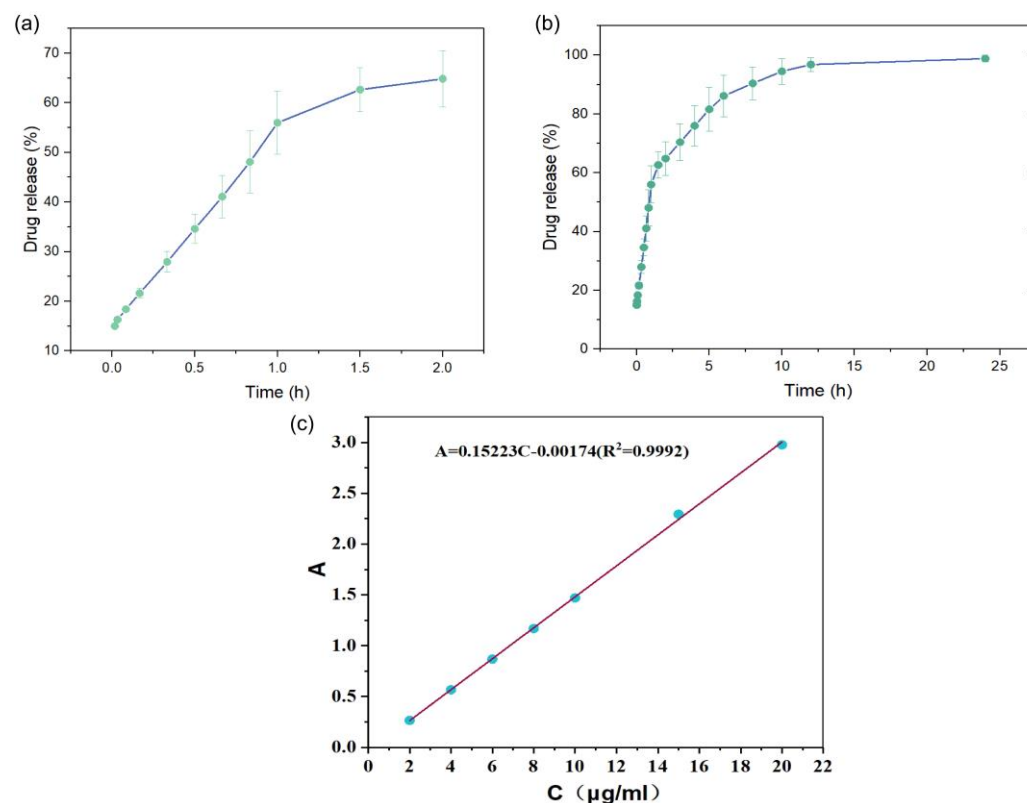 (a)
70
60
50
40
30
20
10
Drug release (%)
0.0 0.5 1.0 1.5 2.0
Time (h)
(b)
100
80
60
40
20
0
Drug release (%)
0 5 10 15 20 25
Time (h)
(c)
A=0.15223C-0.00174(R²=0.9992)
3.0
2.5
2.0
1.5
1.0
0.5
0.0
A
0 2 4 6 8 10 12 14 16 18 20 22
C（μg/ml）